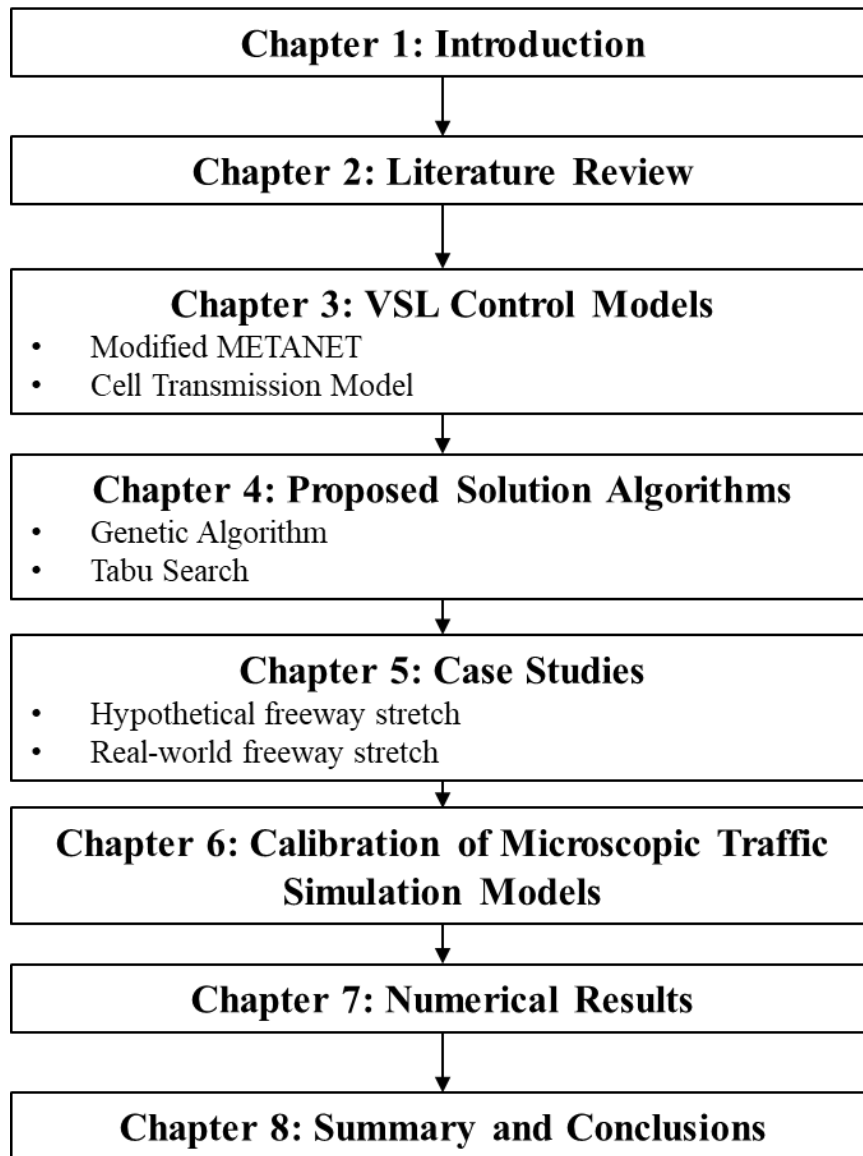 Chapter 1: Introduction
Chapter 2: Literature Review
Chapter 3: VSL Control Models
• Modified METANET
• Cell Transmission Model
Chapter 4: Proposed Solution Algorithms
• Genetic Algorithm
• Tabu Search
Chapter 5: Case Studies
• Hypothetical freeway stretch
• Real-world freeway stretch
Chapter 6: Calibration of Microscopic Traffic
Simulation Models
Chapter 7: Numerical Results
Chapter 8: Summary and Conclusions